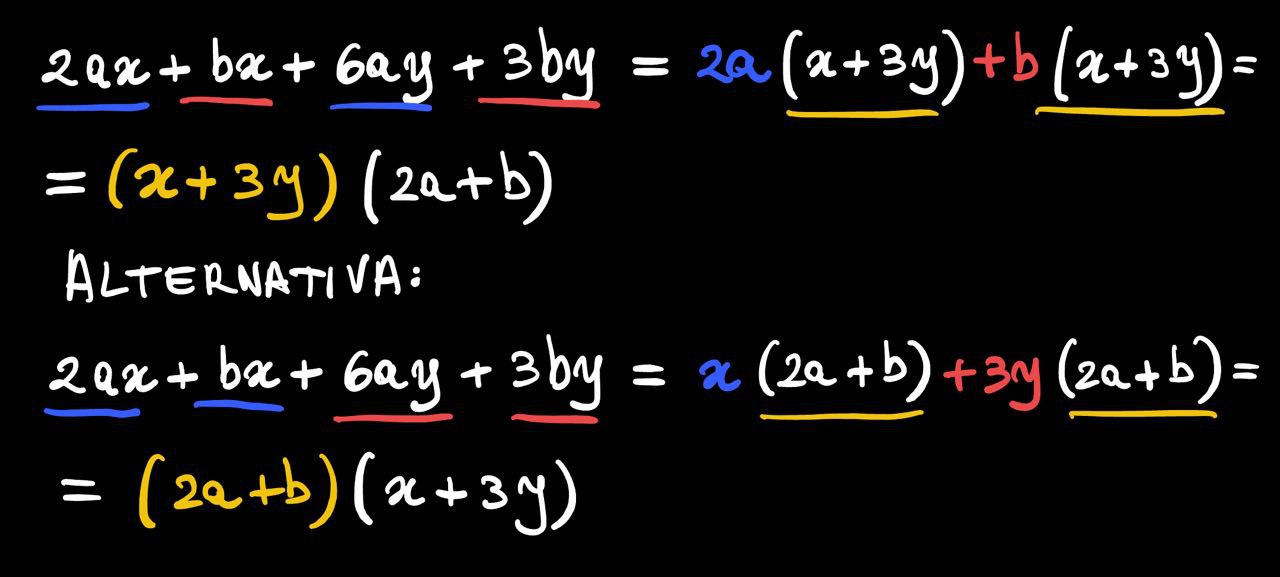 2ax + bx + 6ay + 3by = 2a (x+3y) + b (x+3y) =
= (x+3y) (2a+b)
ALTERNATIVA:
2ax + bx + 6ay + 3by = x (2a+b) + 3y (2a+b) =
= (2a+b) (x+3y)